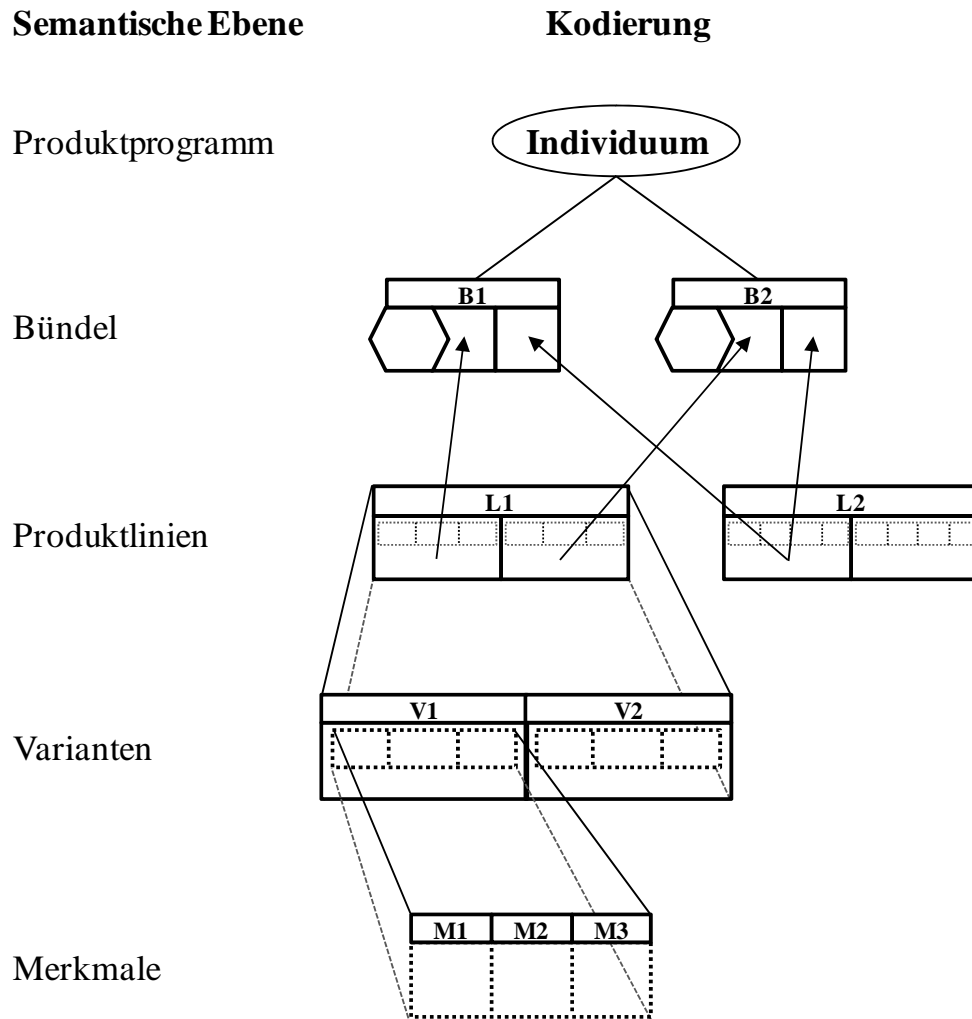 Semantische Ebene Kodierung
Produktprogramm Individuum
B1 B2
Bündel
L1 L2
Produktlinien
V1 V2
Varianten
M1 M2 M3
Merkmale